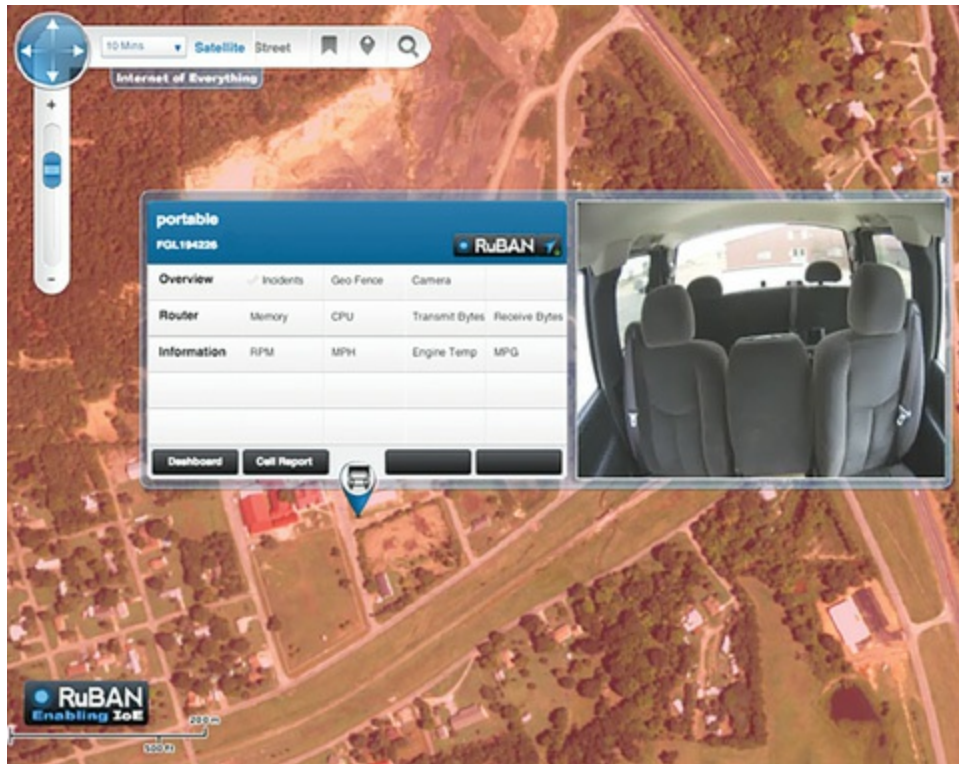 10 Mins Satellite Street
Internet of Everything
+
-
portable
FGL194226
RuBAN
Overview Incidents Geo Fence Camera
Router Memory CPU Transmit Bytes Receive Bytes
Information RPM MPH Engine Temp MPG
Dashboard Cell Report
RuBAN
Enabling IoE
200 m
500 ft